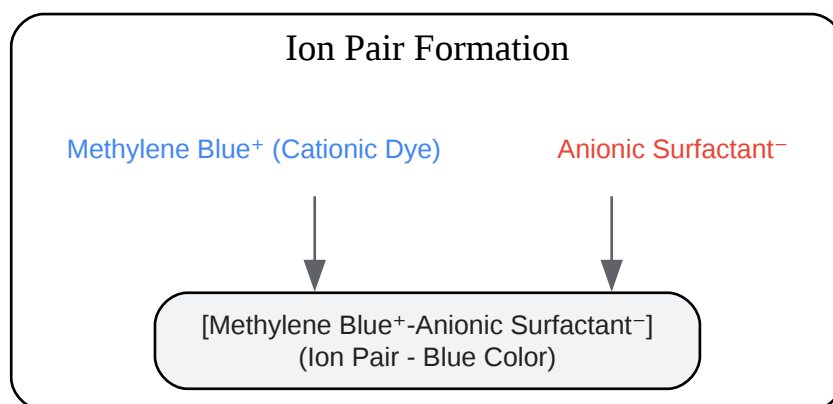 Ion Pair Formation
Methylene Blue⁺ (Cationic Dye)
Anionic Surfactant⁻
[Methylene Blue⁺-Anionic Surfactant⁻]
(Ion Pair - Blue Color)